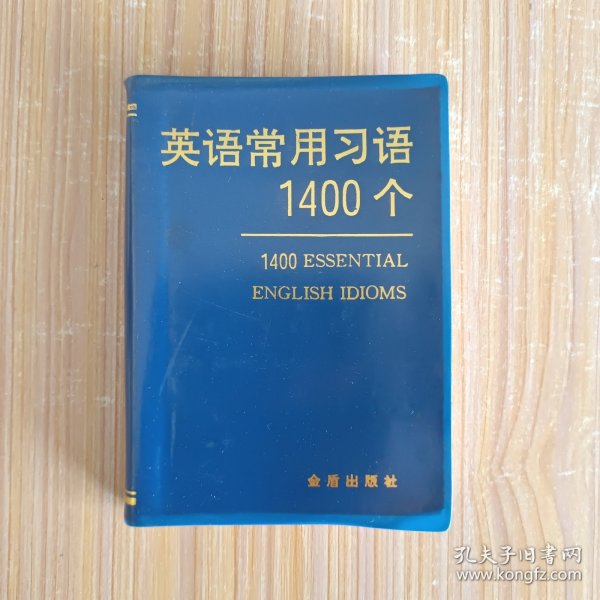 英语常用习语
1400 个
1400 ESSENTIAL
ENGLISH IDIOMS
金盾出版社
孔夫子旧书网
www.kongfz.com